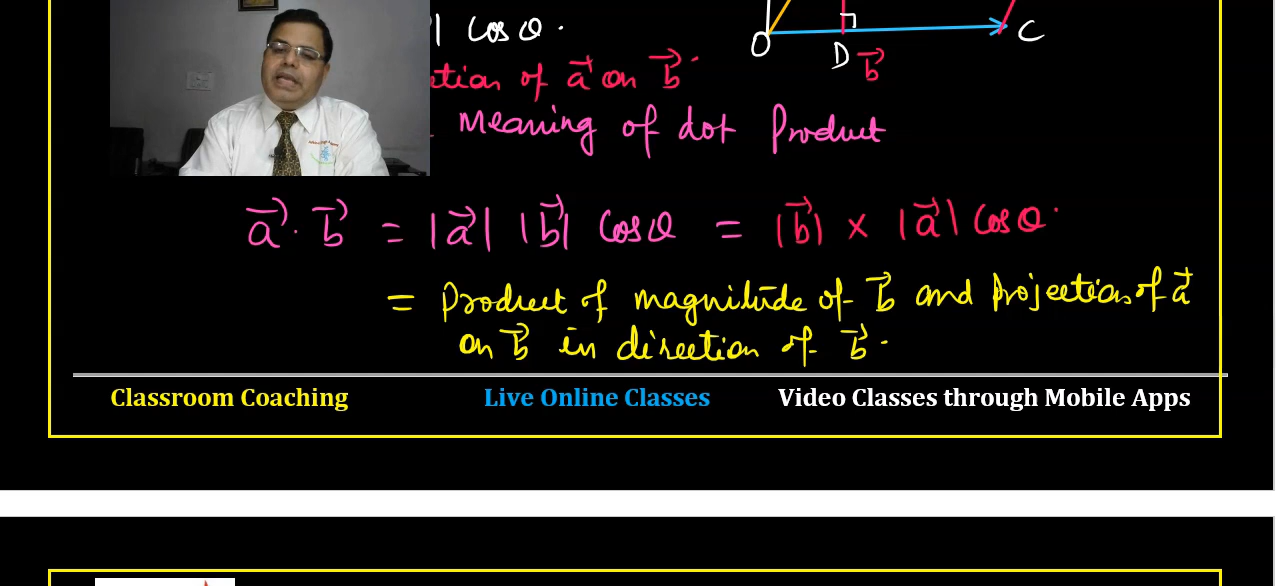 | cos θ.
O D C
b⃗
ction of a⃗ on b⃗.
Meaning of dot Product
a⃗ . b⃗ = |a⃗| |b⃗| cos θ = |b⃗| × |a⃗| cos θ.
= Product of magnitude of b⃗ and projection of a⃗
on b⃗ in direction of b⃗.
Classroom Coaching Live Online Classes Video Classes through Mobile Apps